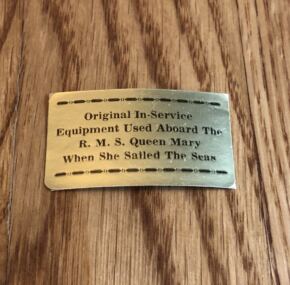 Original In-Service
Equipment Used Aboard The
R. M. S. Queen Mary
When She Sailed The Seas